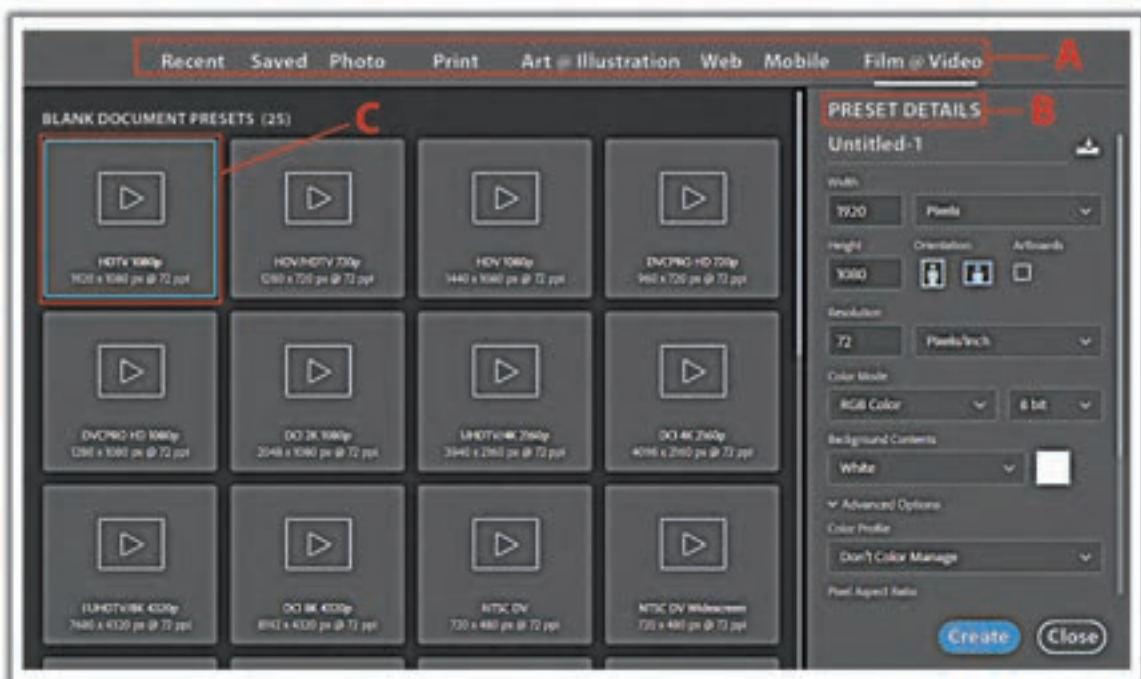 Recent Saved Photo Print Art @ Illustration Web Mobile Film @ Video A
BLANK DOCUMENT PRESETS (25) C
PRESET DETAILS B
Untitled-1
HDTV 1080p
1920 x 1080 px @ 72 ppi
HDV/HDTV 720p
1280 x 720 px @ 72 ppi
HDV 1080p
1440 x 1080 px @ 72 ppi
DVCPRO HD 720p
960 x 720 px @ 72 ppi
DVCPRO HD 1080p
1280 x 1080 px @ 72 ppi
DCI 2K 1080p
2048 x 1080 px @ 72 ppi
UHDTV/4K 2160p
3840 x 2160 px @ 72 ppi
DCI 4K 2160p
4096 x 2160 px @ 72 ppi
FUHDTV/8K 4320p
7680 x 4320 px @ 72 ppi
DCI 8K 4320p
8192 x 4320 px @ 72 ppi
NTSC DV
720 x 480 px @ 72 ppi
NTSC DV Widescreen
720 x 480 px @ 72 ppi
Width
1920 Pixels
Height Orientation Artboards
1080
Resolution
72 Pixels/Inch
Color Mode
RGB Color 8 bit
Background Contents
White
Advanced Options
Color Profile
Don't Color Manage
Pixel Aspect Ratio
Create Close